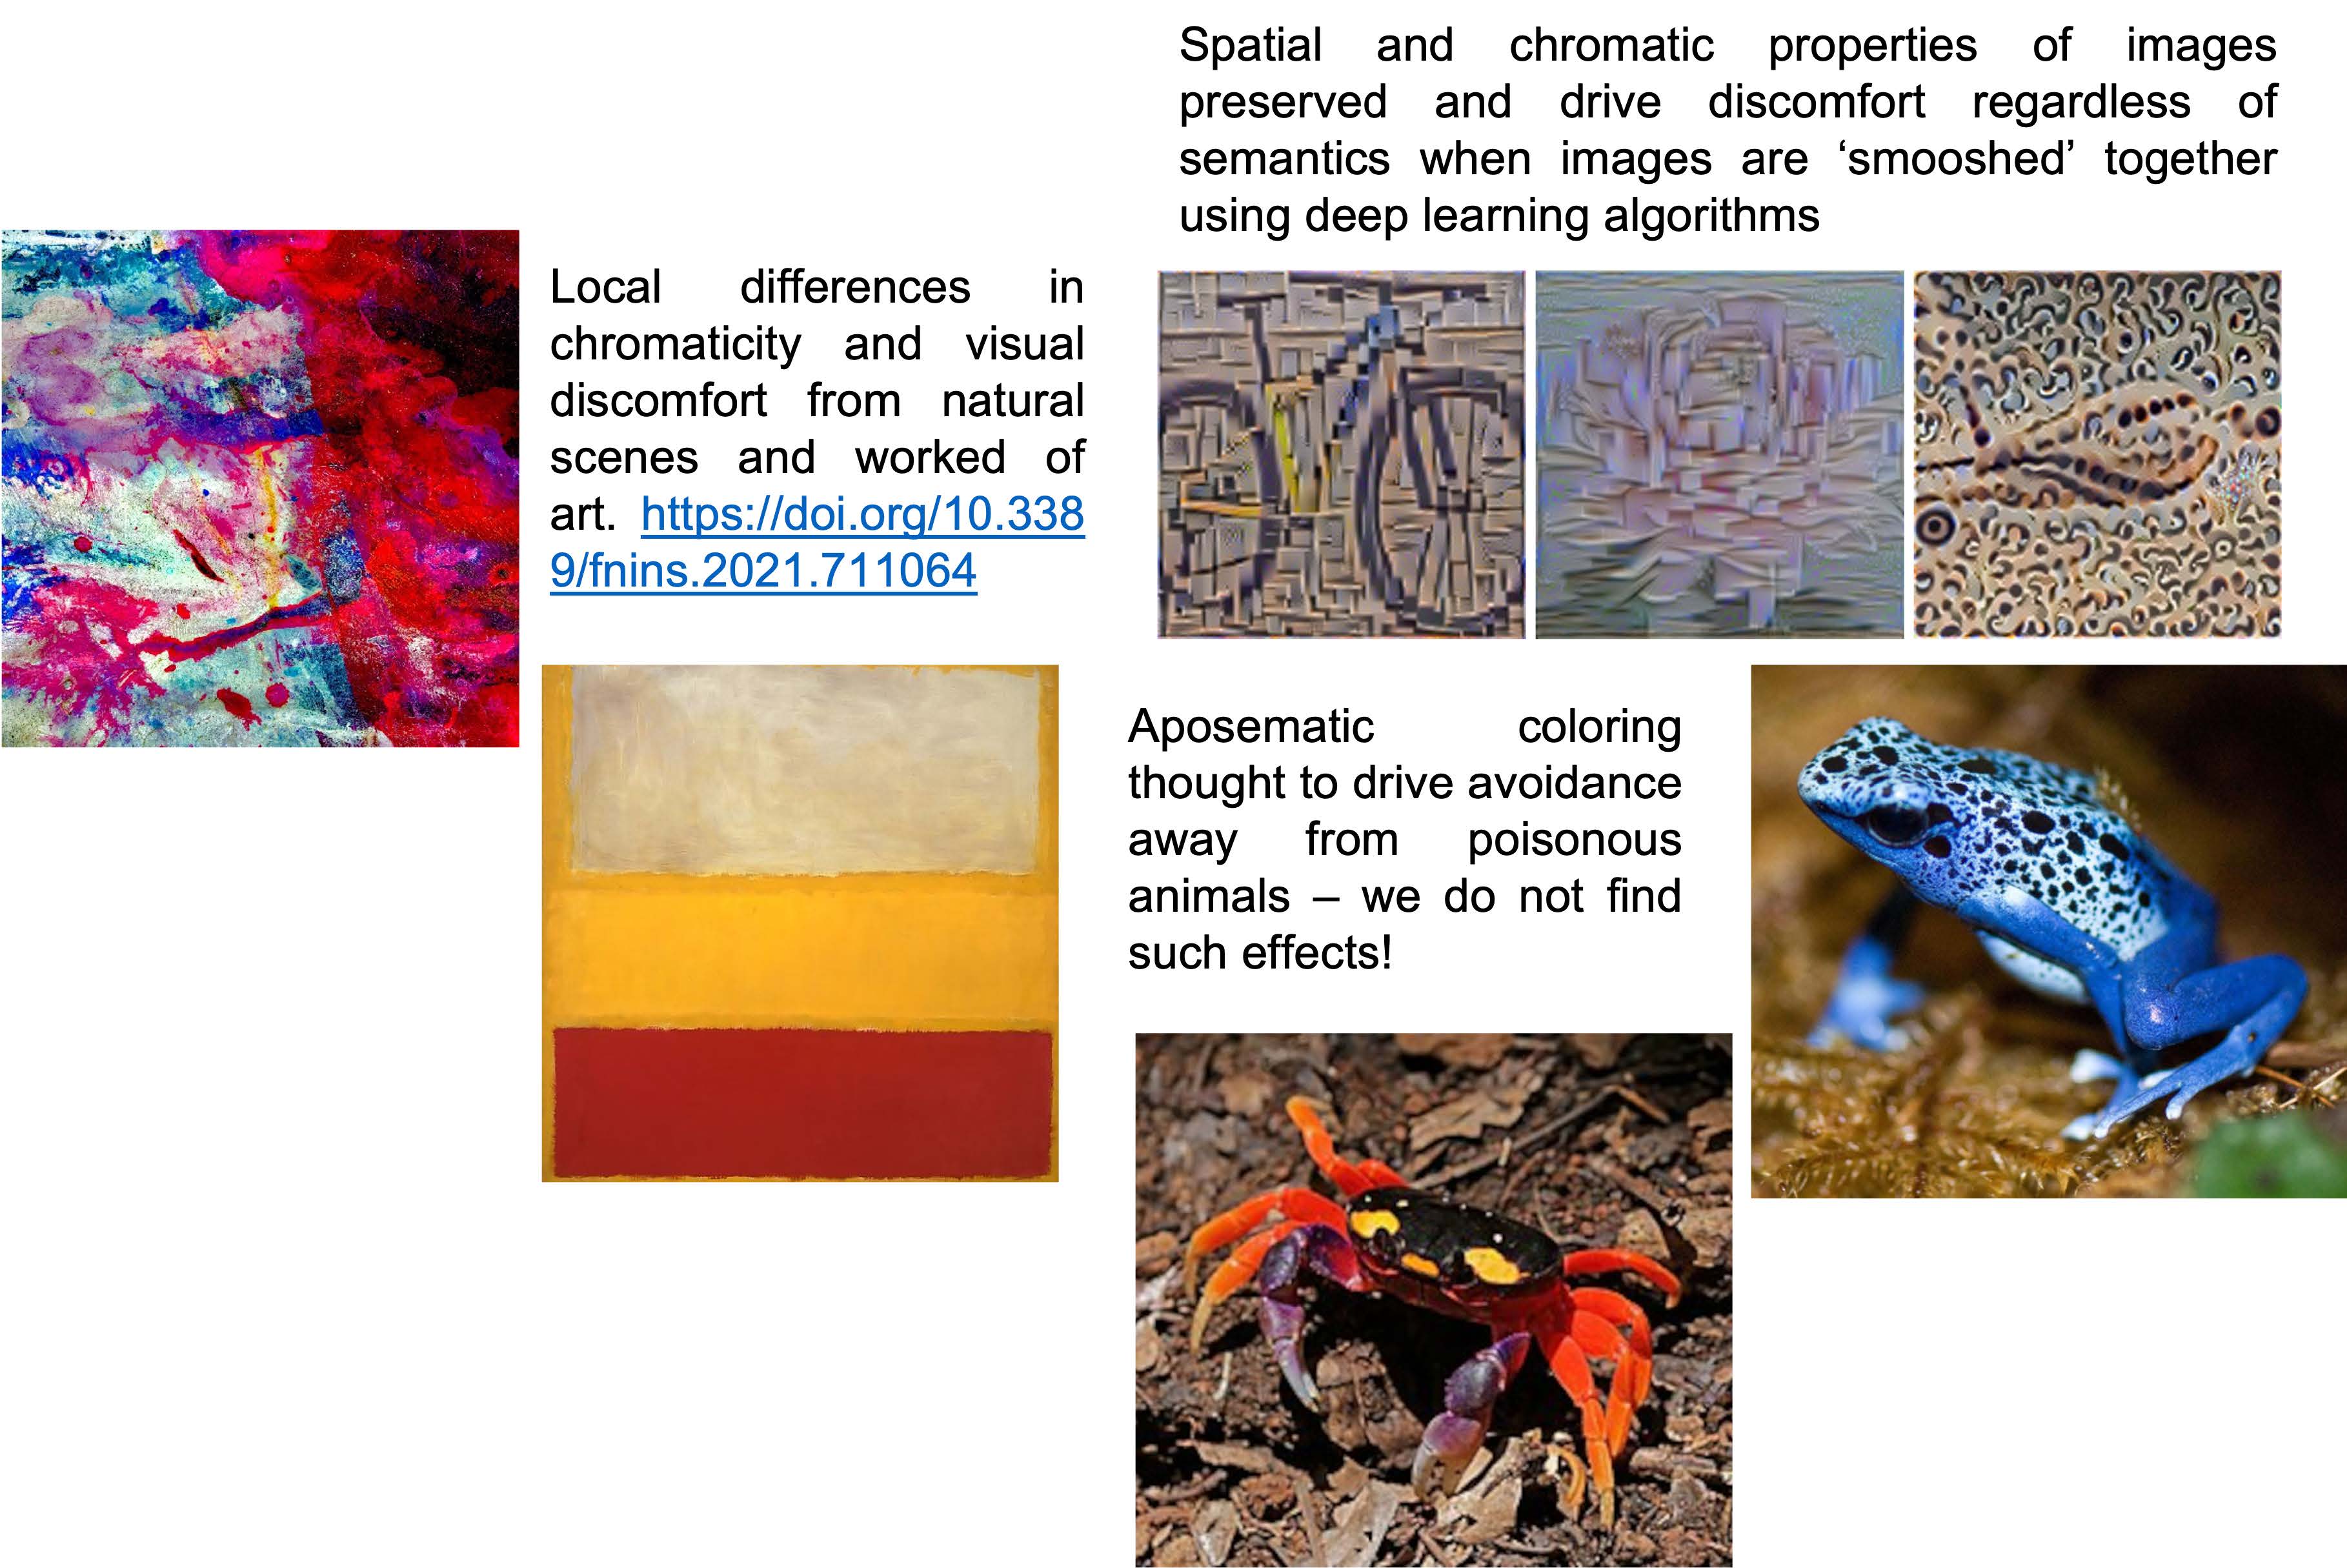 Spatial and chromatic properties of images
preserved and drive discomfort regardless of
semantics when images are ‘smooshed’ together
using deep learning algorithms
Local differences in
chromaticity and visual
discomfort from natural
scenes and worked of
art. https://doi.org/10.338
9/fnins.2021.711064
Aposematic coloring
thought to drive avoidance
away from poisonous
animals – we do not find
such effects!